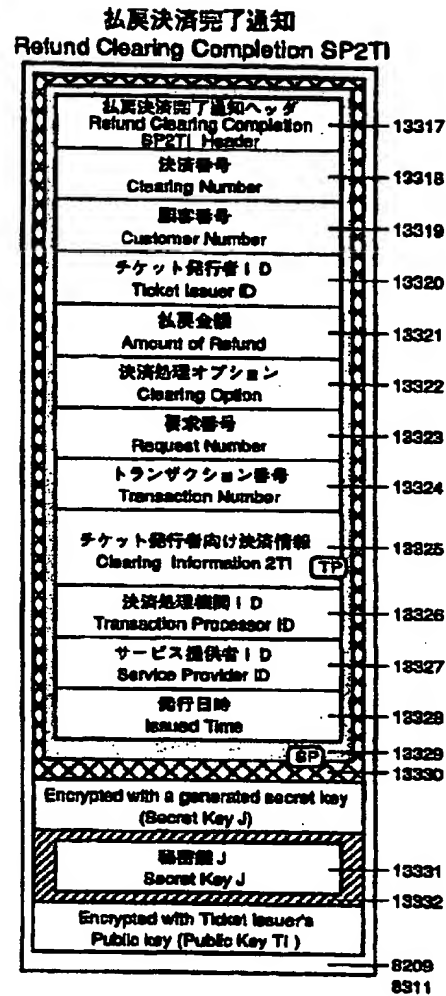 払戻決済完了通知
Refund Clearing Completion SP2TI
払戻決済完了通知ヘッダ
Refund Clearing Completion
SP2TI Header
13317
決済番号
Clearing Number
13318
顧客番号
Customer Number
13319
チケット発行者ID
Ticket Issuer ID
13320
払戻金額
Amount of Refund
13321
決済処理オプション
Clearing Option
13322
要求番号
Request Number
13323
トランザクション番号
Transaction Number
13324
チケット発行者向け決済情報
Clearing Information 2TI
TP
13325
決済処理機関ID
Transaction Processor ID
13326
サービス提供者ID
Service Provider ID
13327
発行日時
Issued Time
13328
SP
13329
13330
Encrypted with a generated secret key
(Secret Key J)
秘密鍵J
Secret Key J
13331
13332
Encrypted with Ticket Issuer's
Public key (Public Key TI)
8209
8311